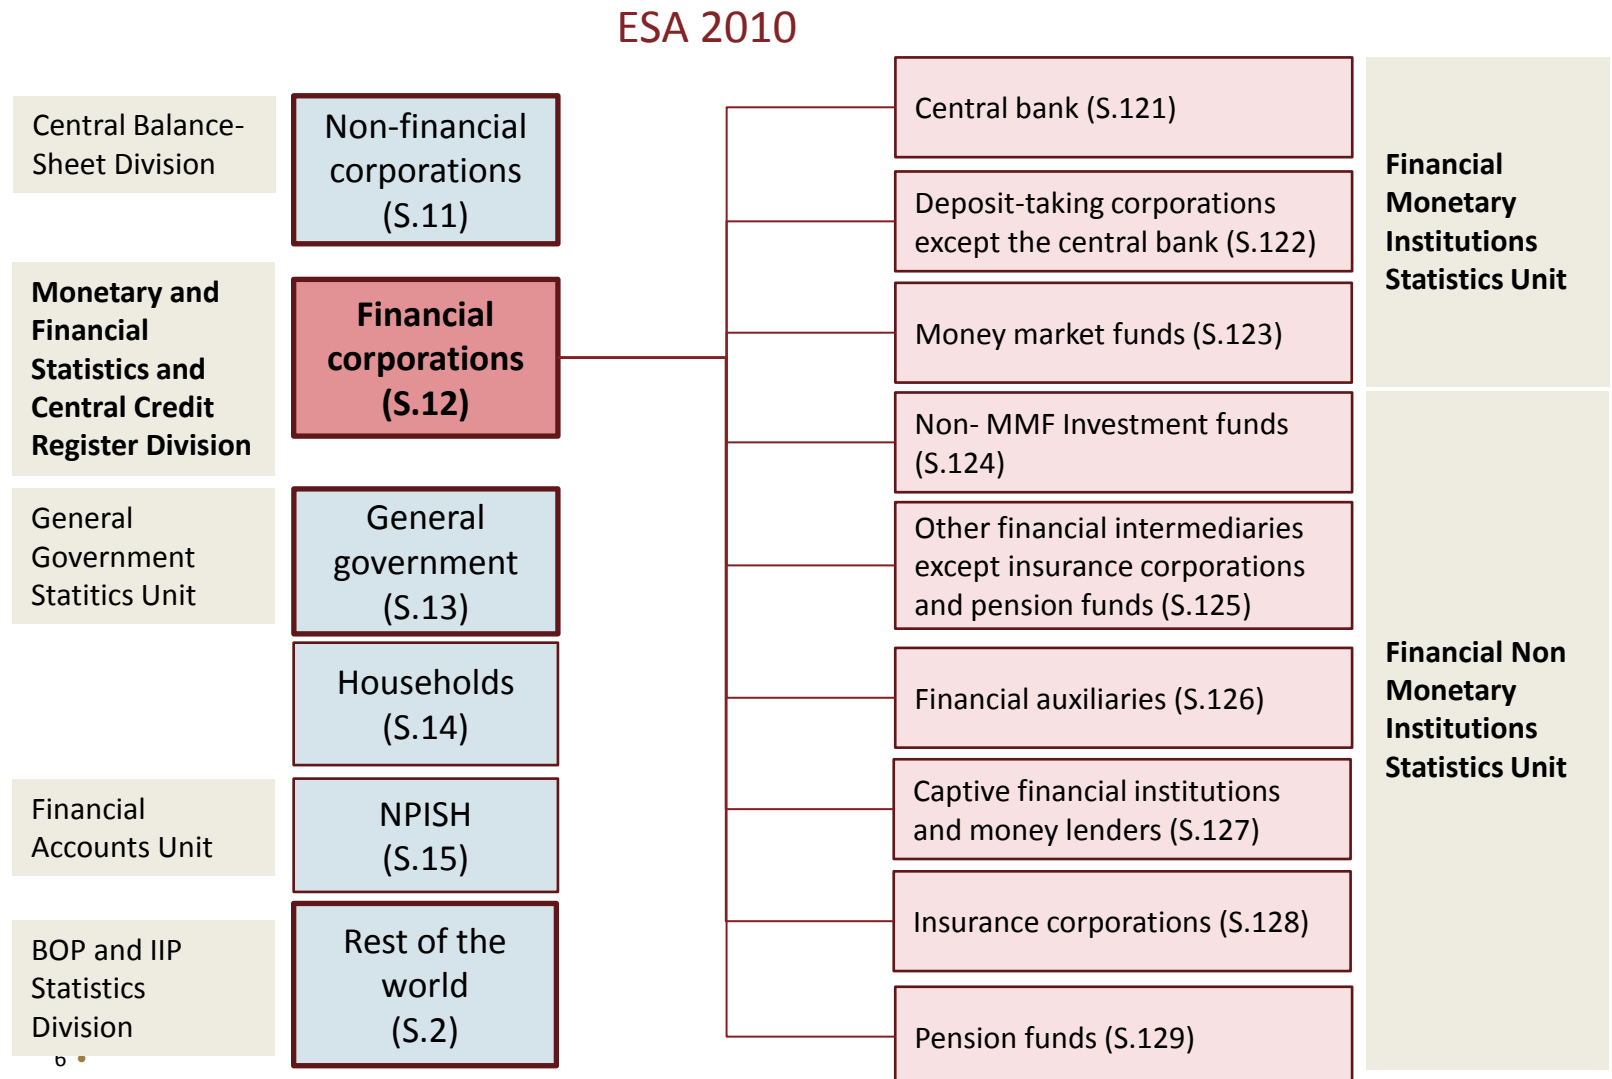 ESA 2010
Central Balance-
Sheet Division
Non-financial
corporations
(S.11)
Monetary and
Financial
Statistics and
Central Credit
Register Division
Financial
corporations
(S.12)
General
Government
Statitics Unit
General
government
(S.13)
Households
(S.14)
Financial
Accounts Unit
NPISH
(S.15)
BOP and IIP
Statistics
Division
Rest of the
world
(S.2)
Central bank (S.121)
Deposit-taking corporations
except the central bank (S.122)
Money market funds (S.123)
Non- MMF Investment funds
(S.124)
Other financial intermediaries
except insurance corporations
and pension funds (S.125)
Financial auxiliaries (S.126)
Captive financial institutions
and money lenders (S.127)
Insurance corporations (S.128)
Pension funds (S.129)
Financial
Monetary
Institutions
Statistics Unit
Financial Non
Monetary
Institutions
Statistics Unit
6 •